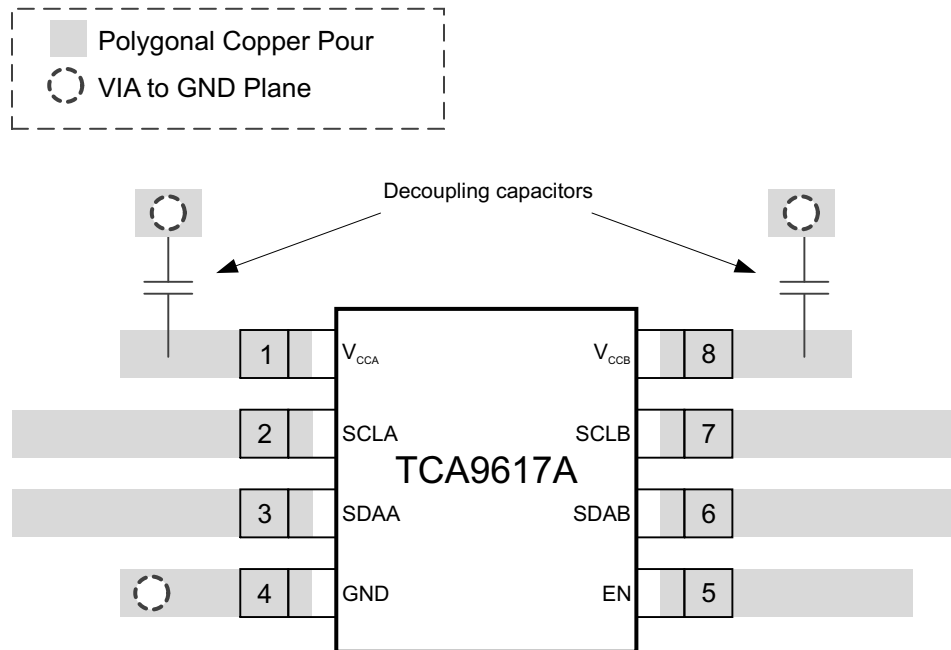 Polygonal Copper Pour
VIA to GND Plane
Decoupling capacitors
1 VCCA VCCB 8
2 SCLA SCLB 7
TCA9617A
3 SDAA SDAB 6
4 GND EN 5